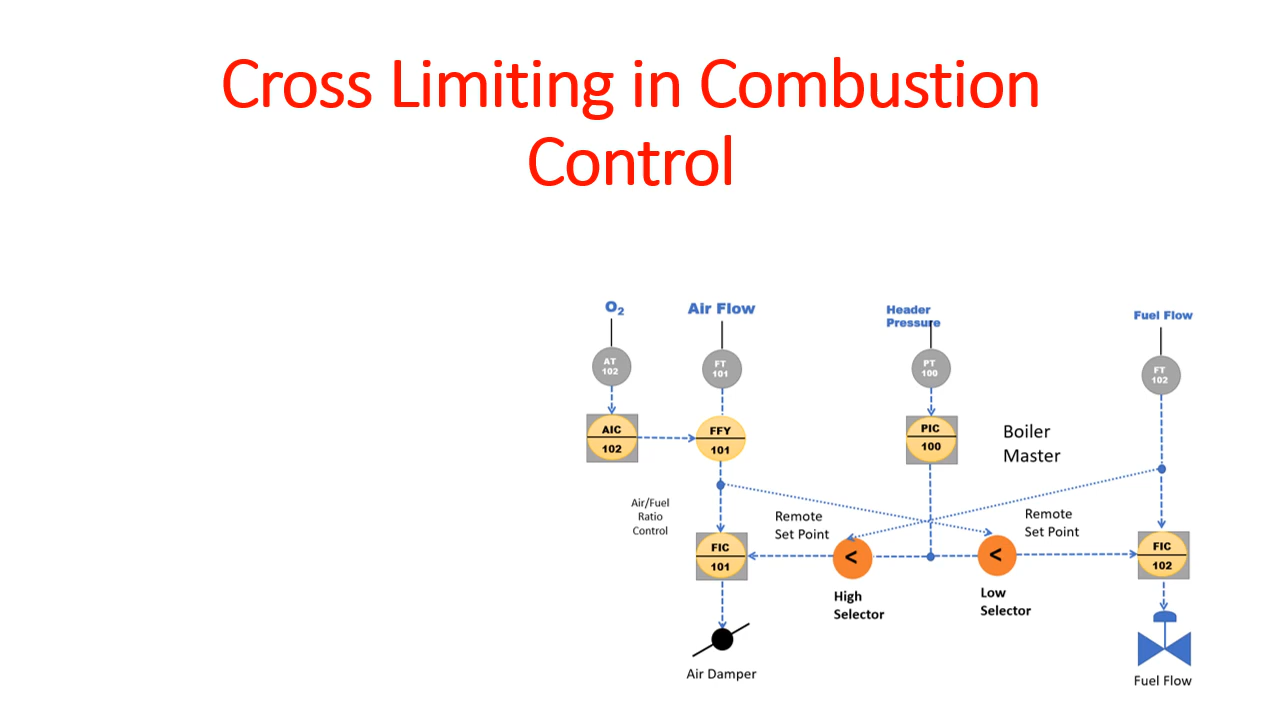 Cross Limiting in Combustion
Control
O2
Air Flow
Header
Pressure
Fuel Flow
AT
102
FT
101
PT
100
FT
102
AIC
102
FFY
101
PIC
100
Boiler
Master
Air/Fuel
Ratio
Control
Remote
Set Point
Remote
Set Point
FIC
101
<
<
FIC
102
High
Selector
Low
Selector
Air Damper
Fuel Flow